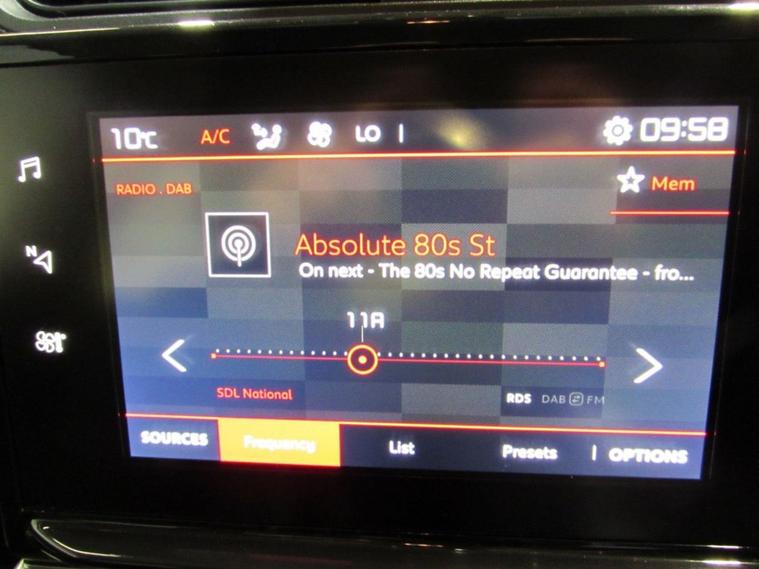 10°C A/C LO 09:58
RADIO . DAB
Mem
Absolute 80s St
On next - The 80s No Repeat Guarantee - fro...
11A
SDL National
RDS DAB FM
SOURCES Frequency List Presets OPTIONS
N